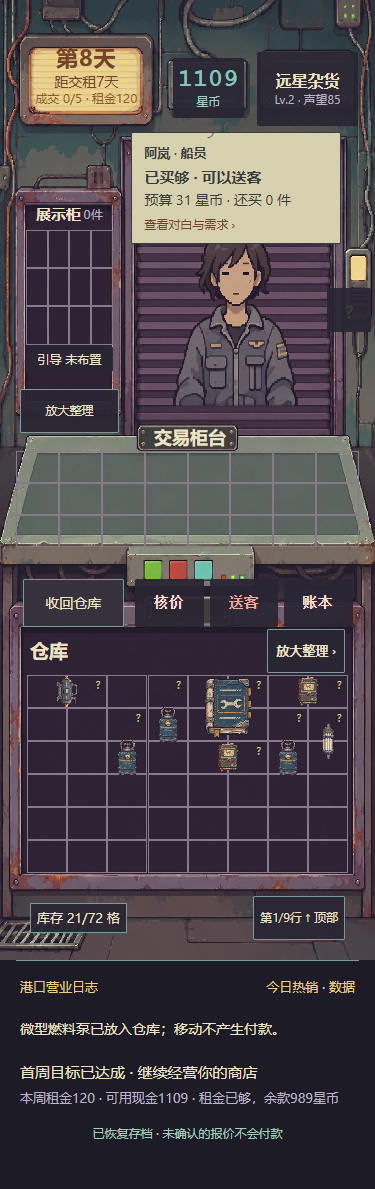 第8天
距交租7天
成交 0/5 · 租金120
1109
星币
远星杂货
Lv.2 · 声望85
阿岚 · 船员
已买够 · 可以送客
预算 31 星币 · 还买 0 件
查看对白与需求 ›
展示柜 0件
?
引导 未布置
放大整理
交易柜台
收回仓库
核价
送客
账本
仓库
放大整理 ›
? ? ? ?
? ? ?
?
库存 21/72 格
第1/9行 ↑ 顶部
港口营业日志
今日热销 · 数据
微型燃料泵已放入仓库；移动不产生付款。
首周目标已达成 · 继续经营你的商店
本周租金120 · 可用现金1109 · 租金已够，余款989星币
已恢复存档 · 未确认的报价不会付款